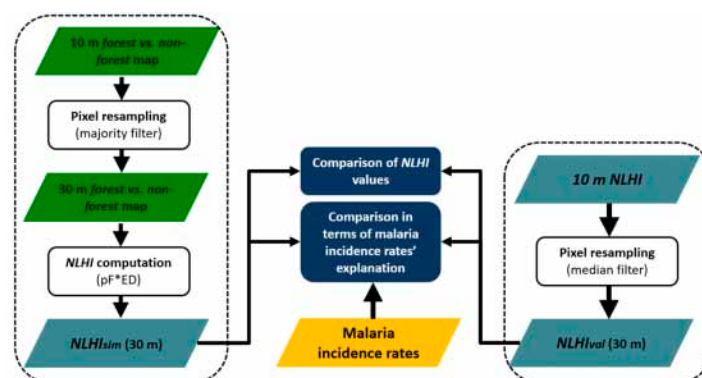 10 m forest vs. non-
forest map
Pixel resampling
(majority filter)
30 m forest vs. non-
forest map
NLHI computation
(pF*ED)
NLHIsim (30 m)
Comparison of NLHI
values
Comparison in
terms of malaria
incidence rates'
explanation
Malaria
incidence rates
10 m NLHI
Pixel resampling
(median filter)
NLHIval (30 m)